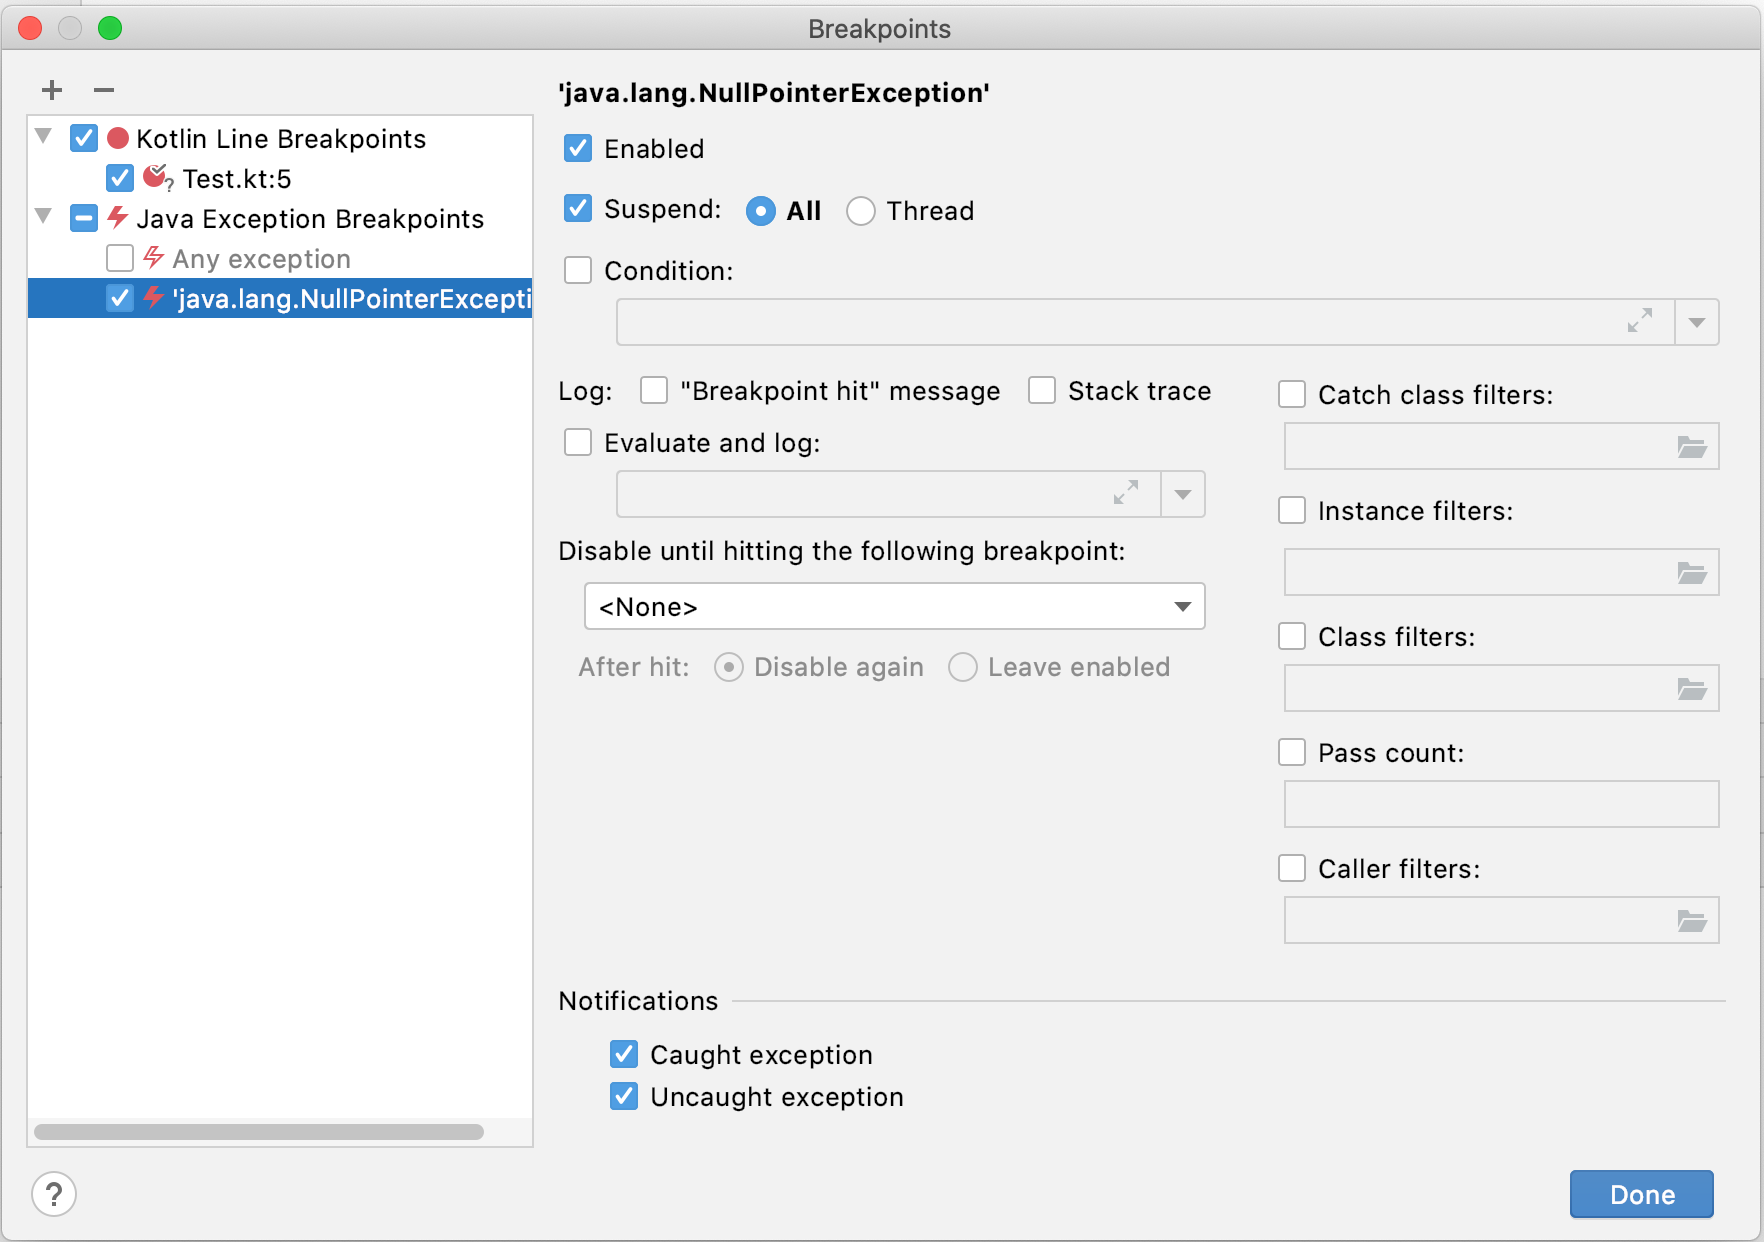 Breakpoints
+ −
Kotlin Line Breakpoints
Test.kt:5
Java Exception Breakpoints
Any exception
'java.lang.NullPointerExcepti
'java.lang.NullPointerException'
Enabled
Suspend: All Thread
Condition:
Log: "Breakpoint hit" message Stack trace
Evaluate and log:
Disable until hitting the following breakpoint:
<None>
After hit: Disable again Leave enabled
Catch class filters:
Instance filters:
Class filters:
Pass count:
Caller filters:
Notifications
Caught exception
Uncaught exception
?
Done